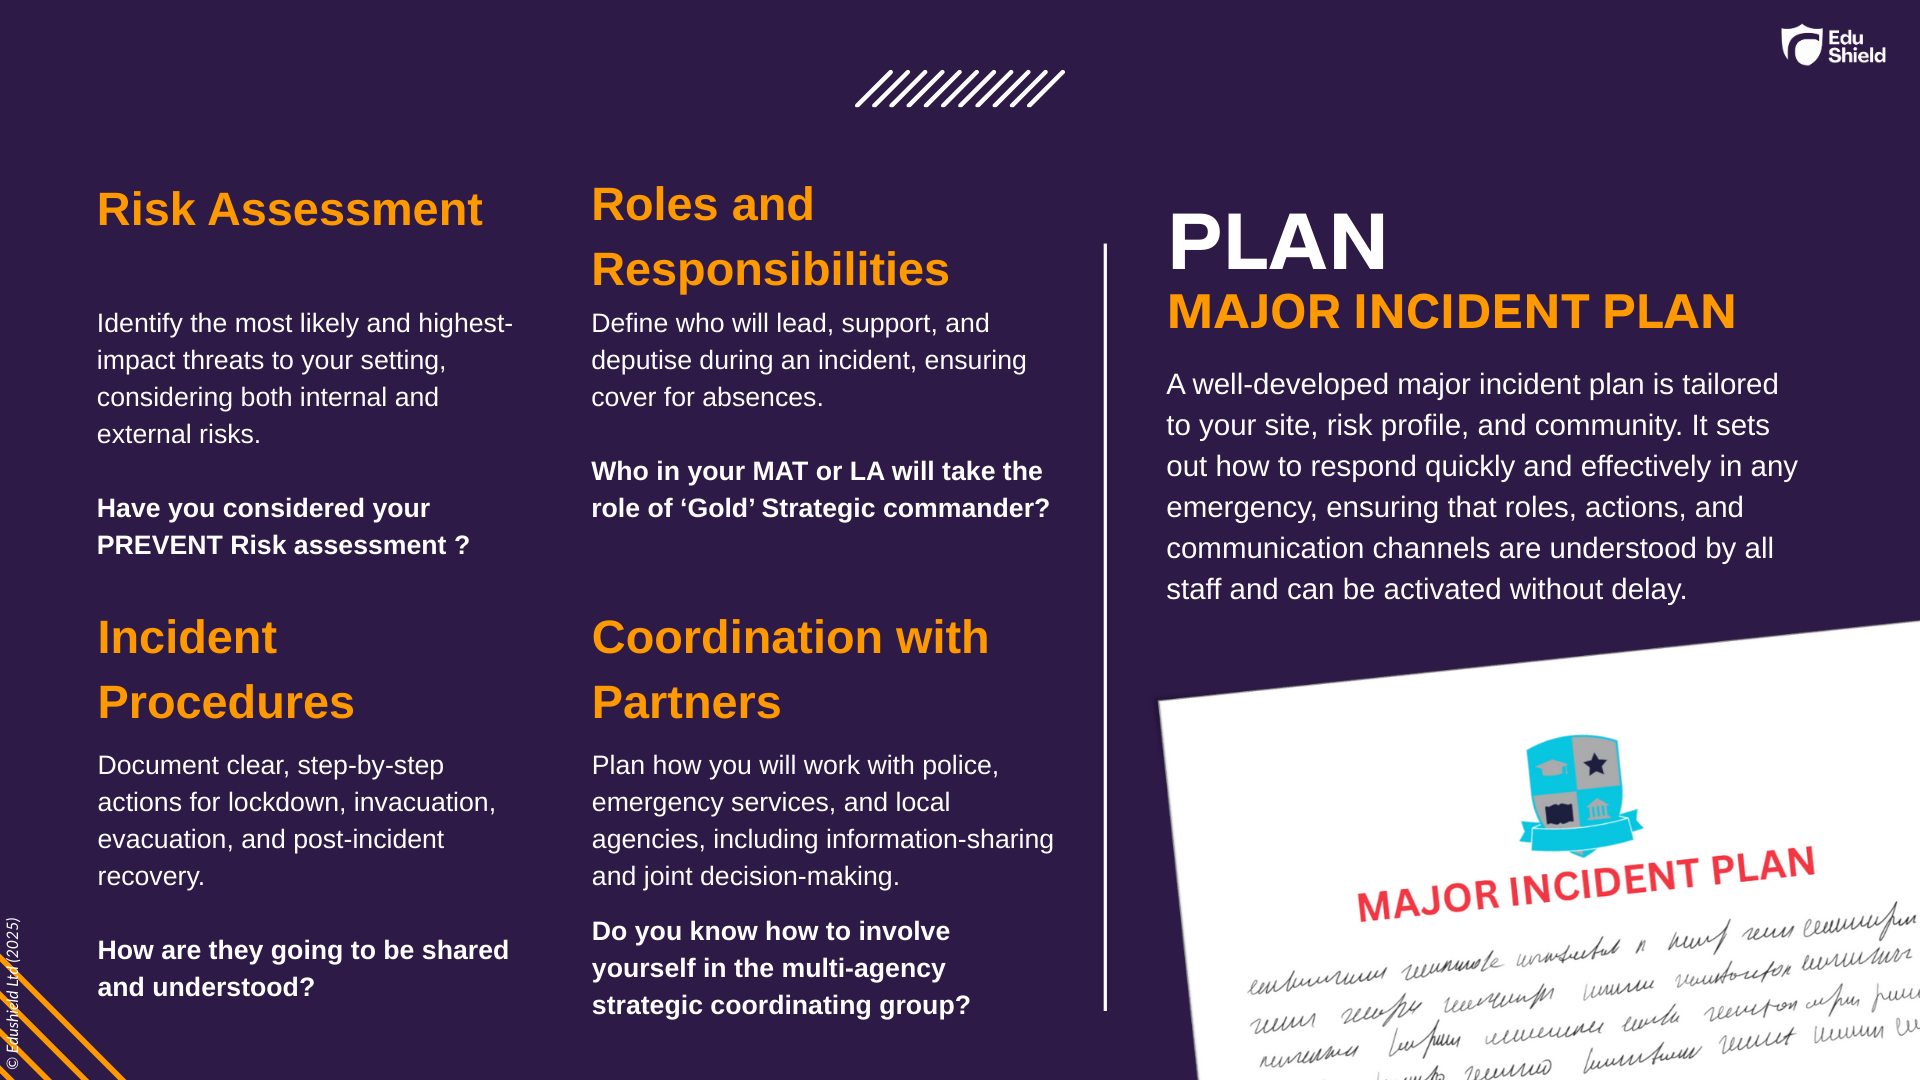 Edu
Shield
Risk Assessment
Identify the most likely and highest-
impact threats to your setting,
considering both internal and
external risks.
Have you considered your
PREVENT Risk assessment ?
Roles and
Responsibilities
Define who will lead, support, and
deputise during an incident, ensuring
cover for absences.
Who in your MAT or LA will take the
role of ‘Gold’ Strategic commander?
Incident
Procedures
Document clear, step-by-step
actions for lockdown, invacuation,
evacuation, and post-incident
recovery.
How are they going to be shared
and understood?
Coordination with
Partners
Plan how you will work with police,
emergency services, and local
agencies, including information-sharing
and joint decision-making.
Do you know how to involve
yourself in the multi-agency
strategic coordinating group?
PLAN
MAJOR INCIDENT PLAN
A well-developed major incident plan is tailored
to your site, risk profile, and community. It sets
out how to respond quickly and effectively in any
emergency, ensuring that roles, actions, and
communication channels are understood by all
staff and can be activated without delay.
MAJOR INCIDENT PLAN
© Edushield Ltd (2025)